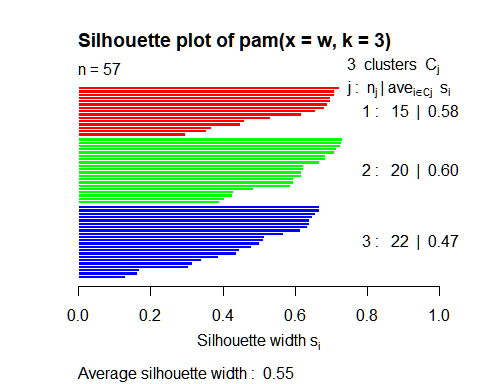 Silhouette plot of pam(x = w, k = 3)
n = 57
3 clusters Cj
j : nj | avei∈Cj si
1 : 15 | 0.58
2 : 20 | 0.60
3 : 22 | 0.47
0.0 0.2 0.4 0.6 0.8 1.0
Silhouette width si
Average silhouette width : 0.55